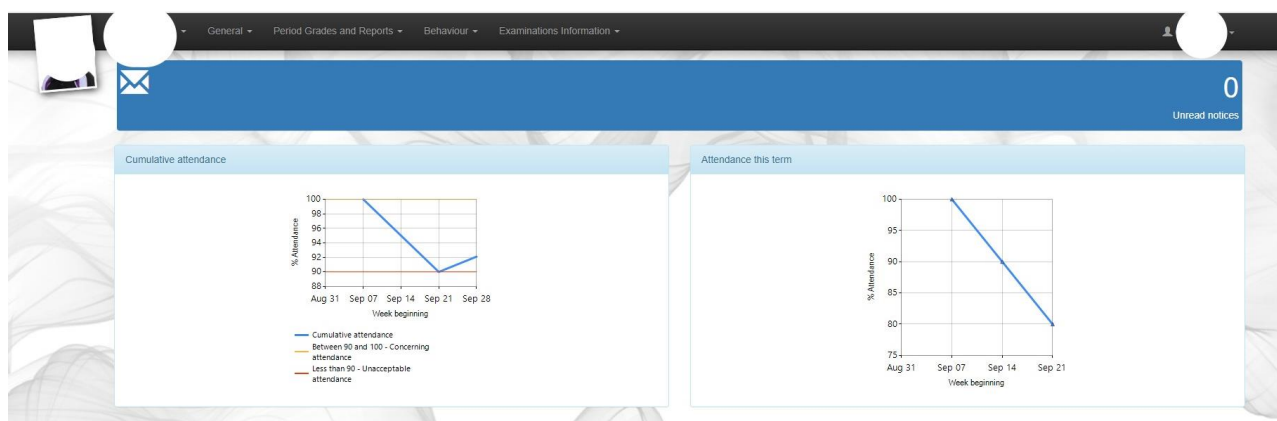 General Period Grades and Reports Behaviour Examinations Information
0
Unread notices
Cumulative attendance
100
98
96
94
92
90
88
% Attendance
Aug 31 Sep 07 Sep 14 Sep 21 Sep 28
Week beginning
Cumulative attendance
Between 90 and 100 - Concerning
attendance
Less than 90 - Unacceptable
attendance
Attendance this term
100
95
90
85
80
75
% Attendance
Aug 31 Sep 07 Sep 14 Sep 21
Week beginning